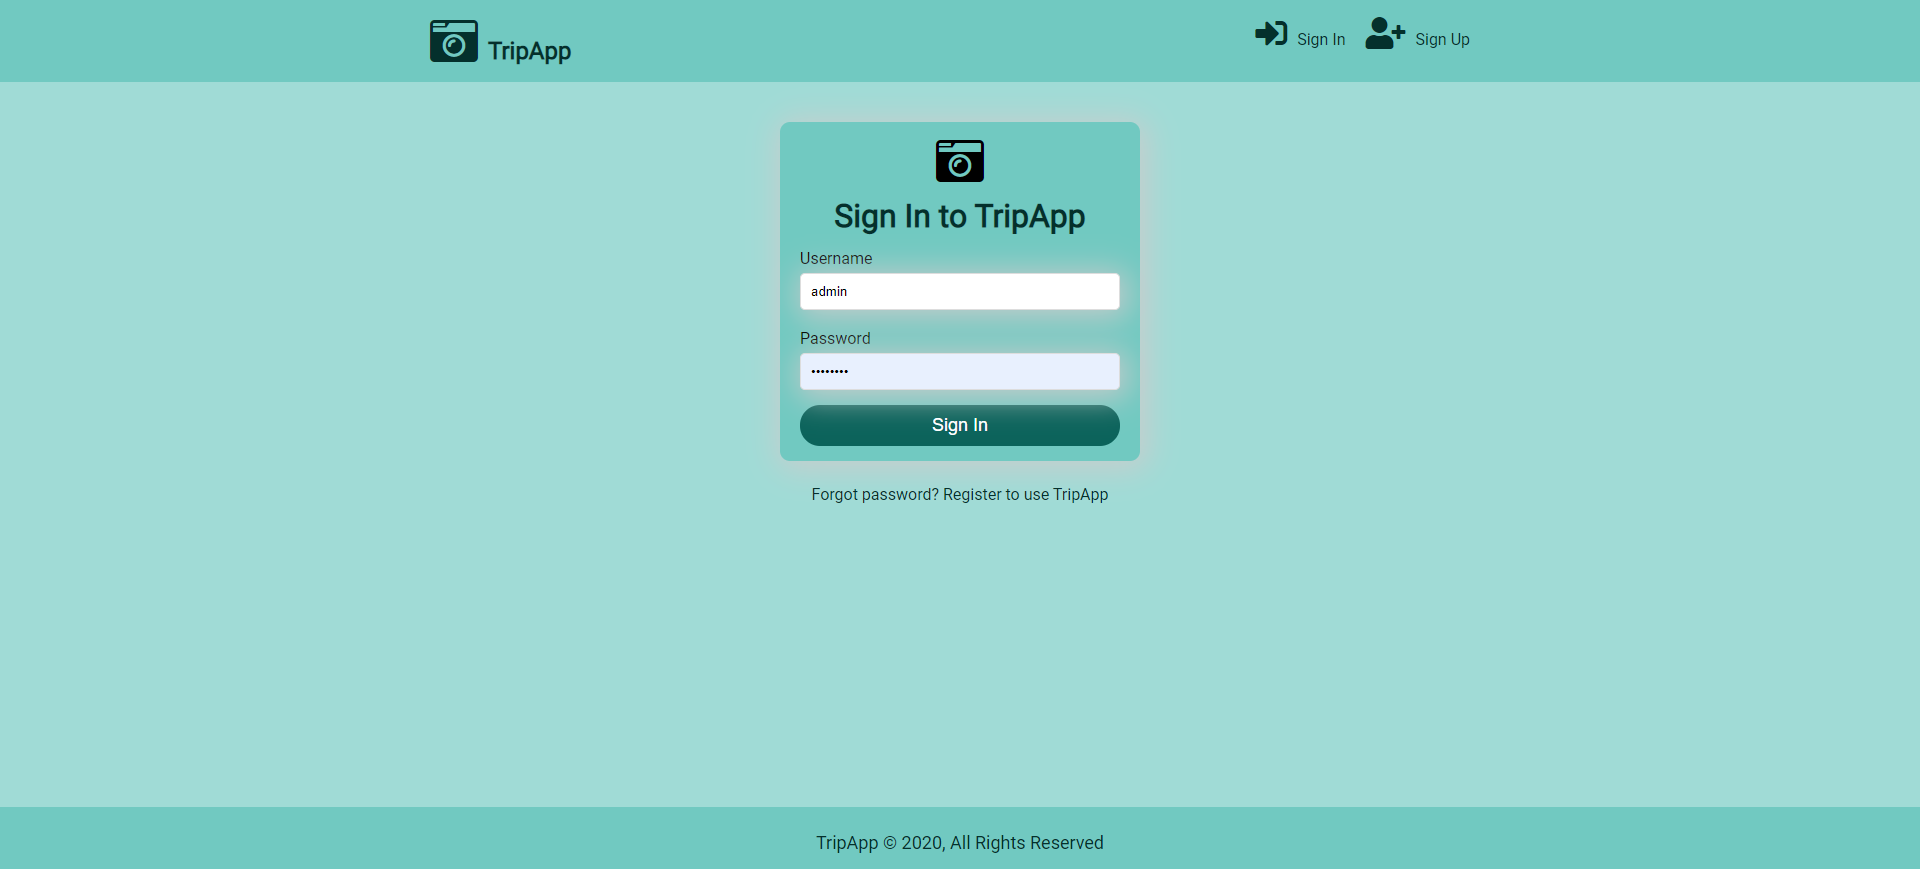 TripApp
Sign In
Sign Up
Sign In to TripApp
Username
admin
Password
••••••••
Sign In
Forgot password? Register to use TripApp
TripApp © 2020, All Rights Reserved